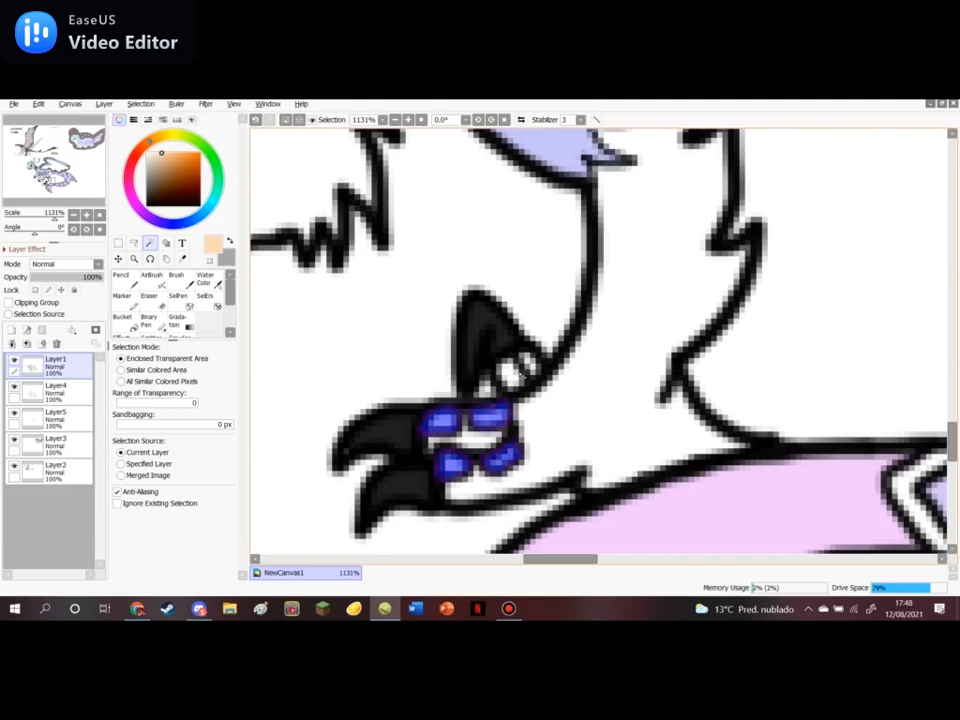 EaseUS
Video Editor
File Edit Canvas Layer Selection Ruler Filter View Window Help
Selection 1131% 0.0° Stabilizer 3
Scale 1131%
Angle 0°
Layer Effect
Mode Normal
Opacity 100%
Lock
Clipping Group
Selection Source
Layer1
Normal
100%
Layer4
Normal
100%
Layer5
Normal
100%
Layer3
Normal
100%
Layer2
Normal
100%
T
Pencil AirBrush Brush Water Color
Marker Eraser SelPen SelErs
Bucket Binary Pen Grada-tion
Selection Mode:
Enclosed Transparent Area
Similar Colored Area
All Similar Colored Pixels
Range of Transparency:
0
Sandbagging:
0 px
Selection Source:
Current Layer
Specified Layer
Merged Image
Anti-Aliasing
Ignore Existing Selection
NewCanvas1 1131%
Memory Usage 2% (2%) Drive Space 79%
13°C Pred. nublado
17:48
12/08/2021